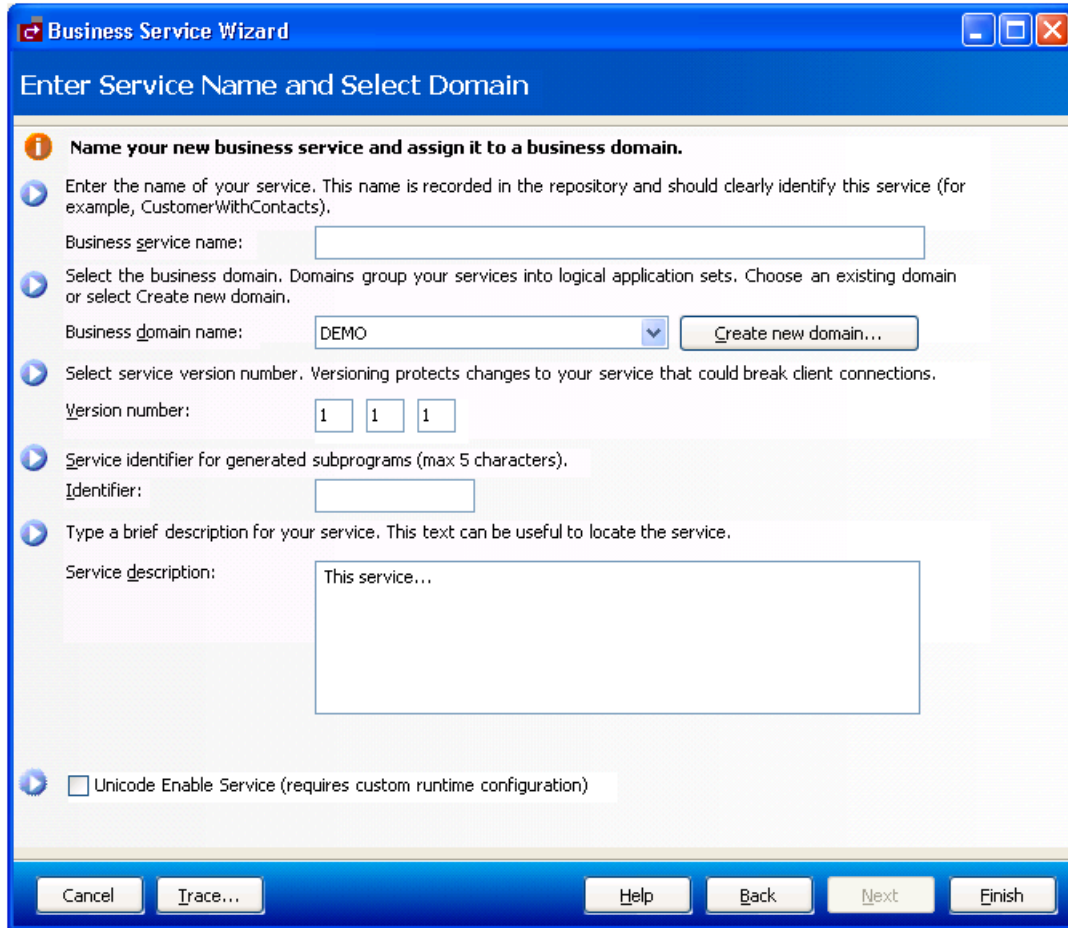 Business Service Wizard
Enter Service Name and Select Domain
Name your new business service and assign it to a business domain.
Enter the name of your service. This name is recorded in the repository and should clearly identify this service (for
example, CustomerWithContacts).
Business service name:
Select the business domain. Domains group your services into logical application sets. Choose an existing domain
or select Create new domain.
Business domain name: DEMO Create new domain...
Select service version number. Versioning protects changes to your service that could break client connections.
Version number: 1 1 1
Service identifier for generated subprograms (max 5 characters).
Identifier:
Type a brief description for your service. This text can be useful to locate the service.
Service description: This service...
Unicode Enable Service (requires custom runtime configuration)
Cancel Trace... Help Back Next Finish